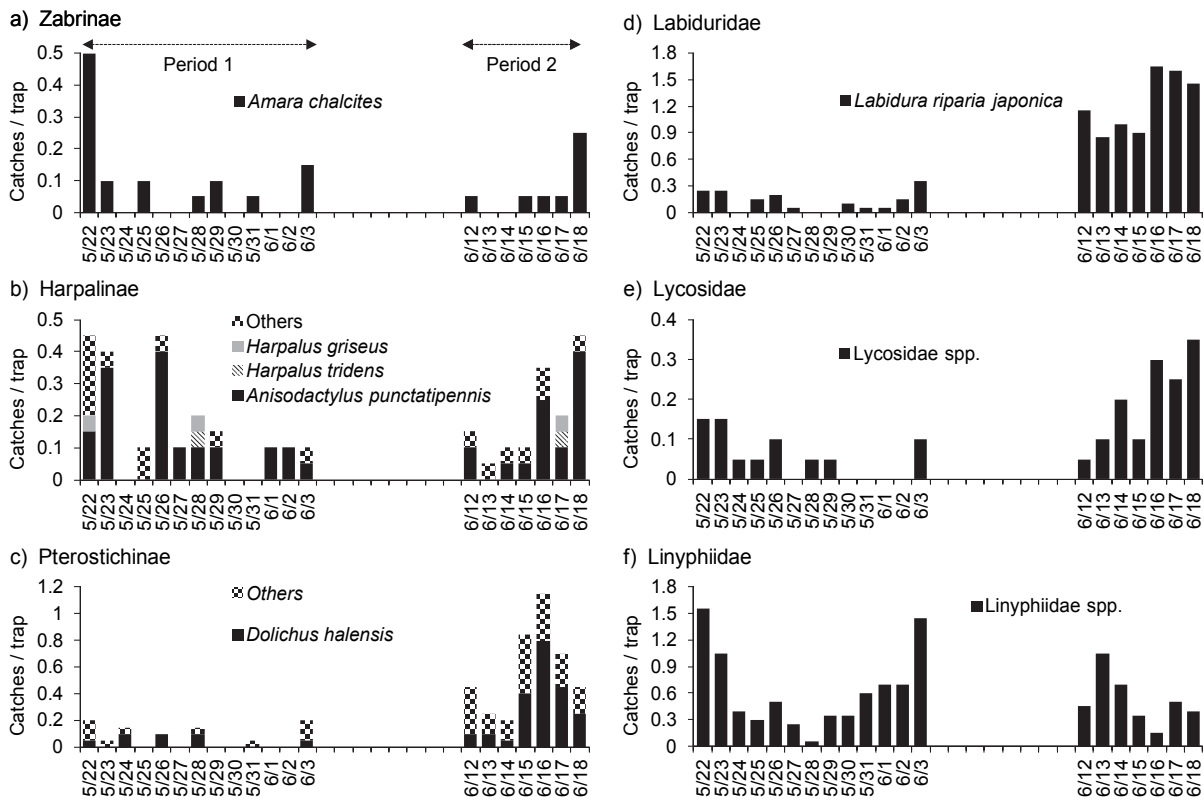 a) Zabrinae
Period 1
Period 2
Catches / trap
0.5
0.4
0.3
0.2
0.1
0
Amara chalcites
5/22 5/23 5/24 5/25 5/26 5/27 5/28 5/29 5/30 5/31 6/1 6/2 6/3 6/12 6/13 6/14 6/15 6/16 6/17 6/18
b) Harpalinae
Catches / trap
0.5
0.4
0.3
0.2
0.1
0
Others
Harpalus griseus
Harpalus tridens
Anisodactylus punctatipennis
5/22 5/23 5/24 5/25 5/26 5/27 5/28 5/29 5/30 5/31 6/1 6/2 6/3 6/12 6/13 6/14 6/15 6/16 6/17 6/18
c) Pterostichinae
Catches / trap
1.2
1
0.8
0.6
0.4
0.2
0
Others
Dolichus halensis
5/22 5/23 5/24 5/25 5/26 5/27 5/28 5/29 5/30 5/31 6/1 6/2 6/3 6/12 6/13 6/14 6/15 6/16 6/17 6/18
d) Labiduridae
Catches / trap
1.8
1.5
1.2
0.9
0.6
0.3
0
Labidura riparia japonica
5/22 5/23 5/24 5/25 5/26 5/27 5/28 5/29 5/30 5/31 6/1 6/2 6/3 6/12 6/13 6/14 6/15 6/16 6/17 6/18
e) Lycosidae
Catches / trap
0.4
0.3
0.2
0.1
0
Lycosidae spp.
5/22 5/23 5/24 5/25 5/26 5/27 5/28 5/29 5/30 5/31 6/1 6/2 6/3 6/12 6/13 6/14 6/15 6/16 6/17 6/18
f) Linyphiidae
Catches / trap
1.8
1.5
1.2
0.9
0.6
0.3
0
Linyphiidae spp.
5/22 5/23 5/24 5/25 5/26 5/27 5/28 5/29 5/30 5/31 6/1 6/2 6/3 6/12 6/13 6/14 6/15 6/16 6/17 6/18